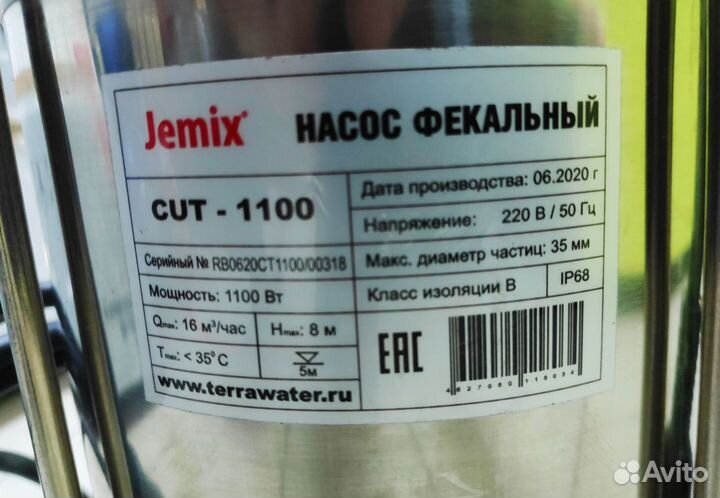 Jemix® НАСОС ФЕКАЛЬНЫЙ
CUT - 1100
Дата производства: 06.2020 г
Напряжение: 220 В / 50 Гц
Серийный № RB0620CT1100/00318
Макс. диаметр частиц: 35 мм
Мощность: 1100 Вт
Класс изоляции В
IP68
Qmax: 16 м³/час
Hmax: 8 м
Tmax: < 35° C
5м
EAC
4627080116034
www.terrawater.ru
Avito